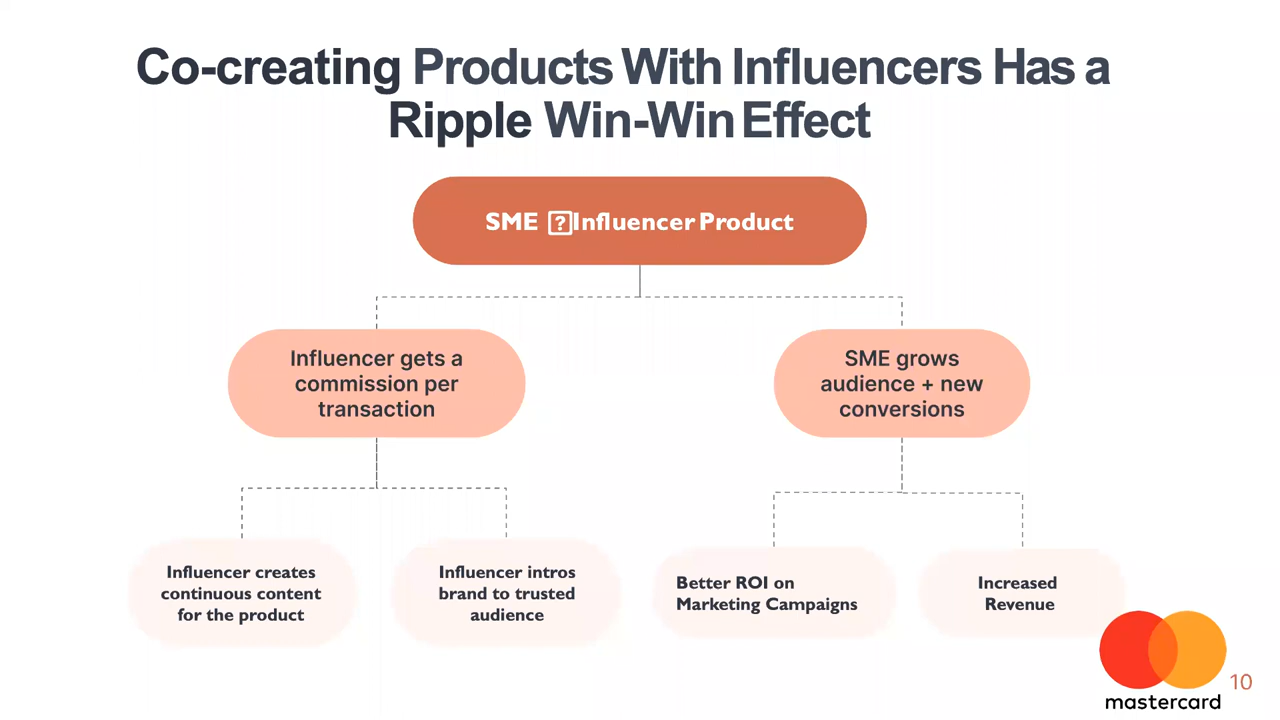 Co-creating Products With Influencers Has a
Ripple Win-Win Effect
SME ?Influencer Product
Influencer gets a
commission per
transaction
SME grows
audience + new
conversions
Influencer creates
continuous content
for the product
Influencer intros
brand to trusted
audience
Better ROI on
Marketing Campaigns
Increased
Revenue
mastercard
10